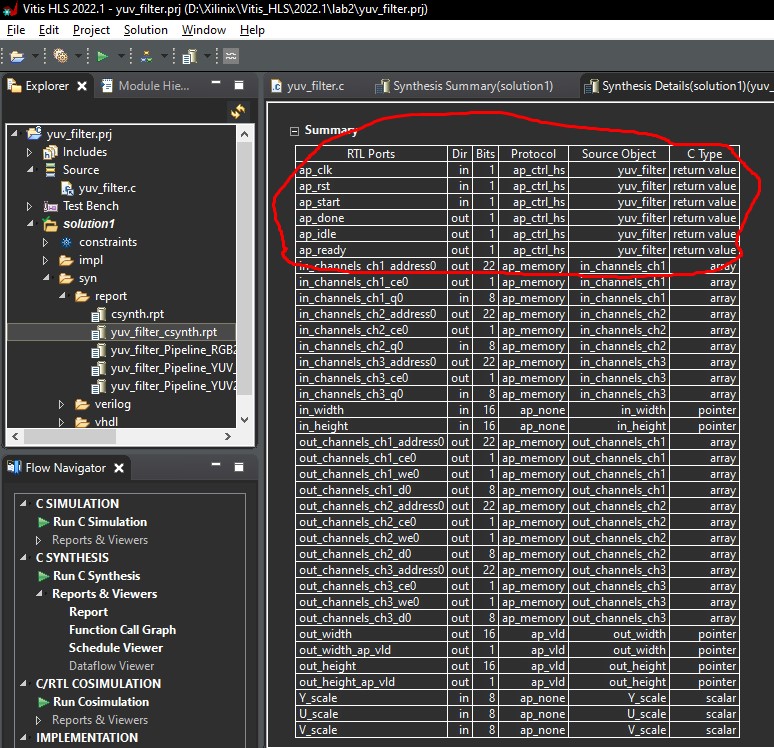 Vitis HLS 2022.1 - yuv_filter.prj (D:\Xilinix\Vitis_HLS\2022.1\lab2\yuv_filter.prj)
File Edit Project Solution Window Help
Explorer Module Hie...
yuv_filter.prj
Includes
Source
yuv_filter.c
Test Bench
solution1
constraints
impl
syn
report
csynth.rpt
yuv_filter_csynth.rpt
yuv_filter_Pipeline_RGB2
yuv_filter_Pipeline_YUV_
yuv_filter_Pipeline_YUV2
verilog
vhdl
Flow Navigator
C SIMULATION
Run C Simulation
Reports & Viewers
C SYNTHESIS
Run C Synthesis
Reports & Viewers
Report
Function Call Graph
Schedule Viewer
Dataflow Viewer
C/RTL COSIMULATION
Run Cosimulation
Reports & Viewers
IMPLEMENTATION
yuv_filter.c Synthesis Summary(solution1) Synthesis Details(solution1)(yuv_
Summary
RTL Ports Dir Bits Protocol Source Object C Type
ap_clk in 1 ap_ctrl_hs yuv_filter return value
ap_rst in 1 ap_ctrl_hs yuv_filter return value
ap_start in 1 ap_ctrl_hs yuv_filter return value
ap_done out 1 ap_ctrl_hs yuv_filter return value
ap_idle out 1 ap_ctrl_hs yuv_filter return value
ap_ready out 1 ap_ctrl_hs yuv_filter return value
in_channels_ch1_address0 out 22 ap_memory in_channels_ch1 array
in_channels_ch1_ce0 out 1 ap_memory in_channels_ch1 array
in_channels_ch1_q0 in 8 ap_memory in_channels_ch1 array
in_channels_ch2_address0 out 22 ap_memory in_channels_ch2 array
in_channels_ch2_ce0 out 1 ap_memory in_channels_ch2 array
in_channels_ch2_q0 in 8 ap_memory in_channels_ch2 array
in_channels_ch3_address0 out 22 ap_memory in_channels_ch3 array
in_channels_ch3_ce0 out 1 ap_memory in_channels_ch3 array
in_channels_ch3_q0 in 8 ap_memory in_channels_ch3 array
in_width in 16 ap_none in_width pointer
in_height in 16 ap_none in_height pointer
out_channels_ch1_address0 out 22 ap_memory out_channels_ch1 array
out_channels_ch1_ce0 out 1 ap_memory out_channels_ch1 array
out_channels_ch1_we0 out 1 ap_memory out_channels_ch1 array
out_channels_ch1_d0 out 8 ap_memory out_channels_ch1 array
out_channels_ch2_address0 out 22 ap_memory out_channels_ch2 array
out_channels_ch2_ce0 out 1 ap_memory out_channels_ch2 array
out_channels_ch2_we0 out 1 ap_memory out_channels_ch2 array
out_channels_ch2_d0 out 8 ap_memory out_channels_ch2 array
out_channels_ch3_address0 out 22 ap_memory out_channels_ch3 array
out_channels_ch3_ce0 out 1 ap_memory out_channels_ch3 array
out_channels_ch3_we0 out 1 ap_memory out_channels_ch3 array
out_channels_ch3_d0 out 8 ap_memory out_channels_ch3 array
out_width out 16 ap_vld out_width pointer
out_width_ap_vld out 1 ap_vld out_width pointer
out_height out 16 ap_vld out_height pointer
out_height_ap_vld out 1 ap_vld out_height pointer
Y_scale in 8 ap_none Y_scale scalar
U_scale in 8 ap_none U_scale scalar
V_scale in 8 ap_none V_scale scalar